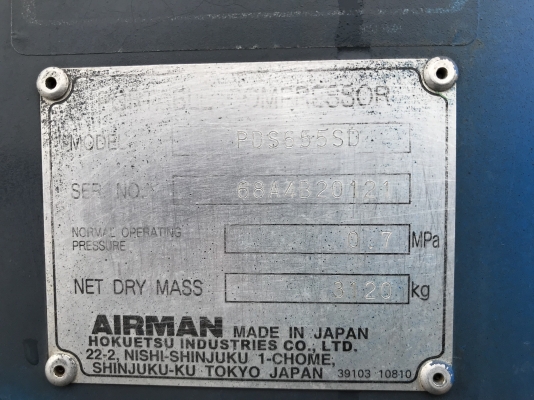 COMPRESSOR
MODEL PDS655SD
SER NO. 68A4B20121
NORMAL OPERATING
PRESSURE 0.7 MPa
NET DRY MASS 3120 kg
AIRMAN MADE IN JAPAN
HOKUETSU INDUSTRIES CO., LTD.
22-2, NISHI-SHINJUKU 1-CHOME,
SHINJUKU-KU TOKYO JAPAN 39103 10810